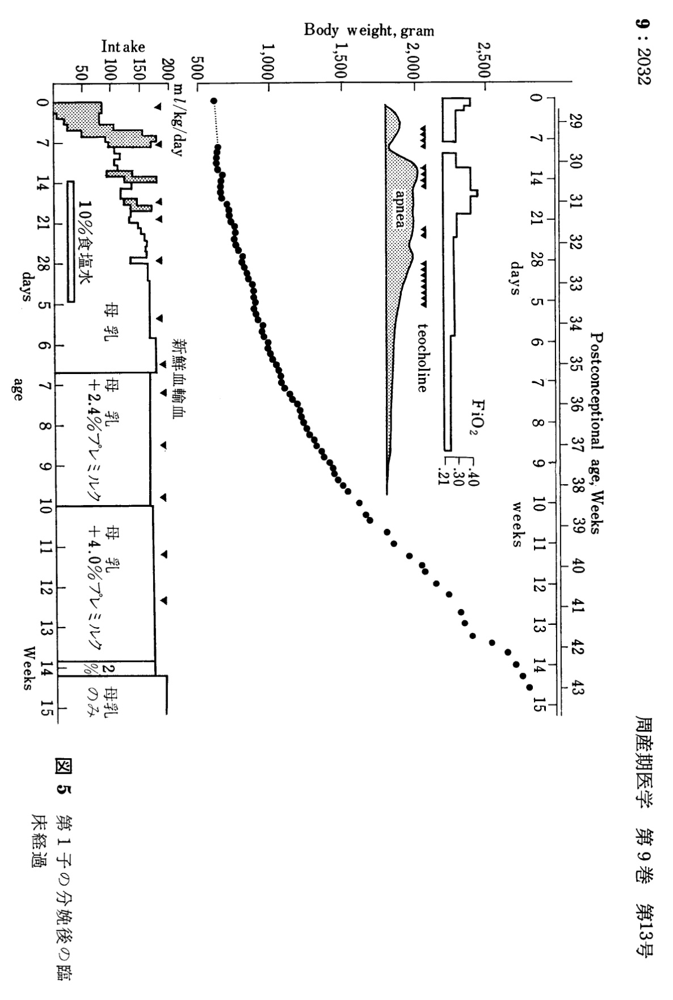 9：2032
周産期医学　第9巻　第13号
Postconceptional age, Weeks
29 30 31 32 33 34 35 36 37 38 39 40 41 42 43
0 7 14 21 28 5 6 7 8 9 10 11 12 13 14 15
days
weeks
FiO2
.40
.30
.21
teocholine
apnea
Body weight, gram
2,500
2,000
1,500
1,000
500
ml/kg/day
新鮮血輸血
Intake
200
150
100
50
10%食塩水
母乳
母乳
+2.4%プレミルク
母乳
+4.0%プレミルク
2
%
母乳
のみ
0 7 14 21 28 5 6 7 8 9 10 11 12 13 14 15
days
age
Weeks
図5　第1子の分娩後の臨
床経過